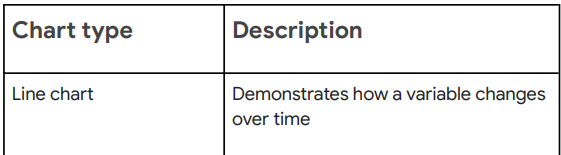 Chart type
Description
Line chart
Demonstrates how a variable changes
over time